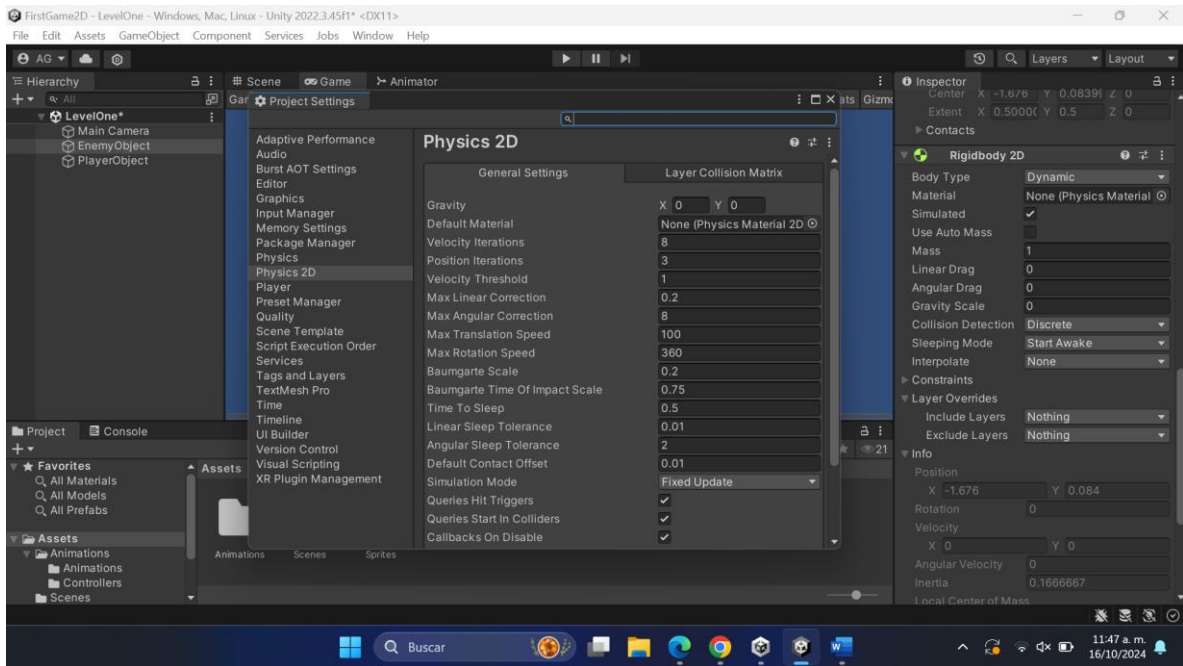 FirstGame2D - LevelOne - Windows, Mac, Linux - Unity 2022.3.45f1* <DX11>
File Edit Assets GameObject Component Services Jobs Window Help
AG Layers Layout
Hierarchy
All
LevelOne*
Main Camera
EnemyObject
PlayerObject
Scene Game Animator
Project Settings
Adaptive Performance
Audio
Burst AOT Settings
Editor
Graphics
Input Manager
Memory Settings
Package Manager
Physics
Physics 2D
Player
Preset Manager
Quality
Scene Template
Script Execution Order
Services
Tags and Layers
TextMesh Pro
Time
Timeline
UI Builder
Version Control
Visual Scripting
XR Plugin Management
Physics 2D
General Settings Layer Collision Matrix
Gravity X 0 Y 0
Default Material None (Physics Material 2D
Velocity Iterations 8
Position Iterations 3
Velocity Threshold 1
Max Linear Correction 0.2
Max Angular Correction 8
Max Translation Speed 100
Max Rotation Speed 360
Baumgarte Scale 0.2
Baumgarte Time Of Impact Scale 0.75
Time To Sleep 0.5
Linear Sleep Tolerance 0.01
Angular Sleep Tolerance 2
Default Contact Offset 0.01
Simulation Mode Fixed Update
Queries Hit Triggers
Queries Start In Colliders
Callbacks On Disable
Inspector
Center X -1.676 Y 0.0839 Z 0
Extent X 0.5000 Y 0.5 Z 0
Contacts
Rigidbody 2D
Body Type Dynamic
Material None (Physics Material
Simulated
Use Auto Mass
Mass 1
Linear Drag 0
Angular Drag 0
Gravity Scale 0
Collision Detection Discrete
Sleeping Mode Start Awake
Interpolate None
Constraints
Layer Overrides
Include Layers Nothing
Exclude Layers Nothing
Info
Position
X -1.676 Y 0.084
Rotation 0
Velocity
X 0 Y 0
Angular Velocity 0
Inertia 0.1666667
Local Center of Mass
Project Console
21
Favorites
All Materials
All Models
All Prefabs
Assets
Animations
Animations
Controllers
Scenes
Assets
Animations Scenes Sprites
Buscar
11:47 a. m.
16/10/2024